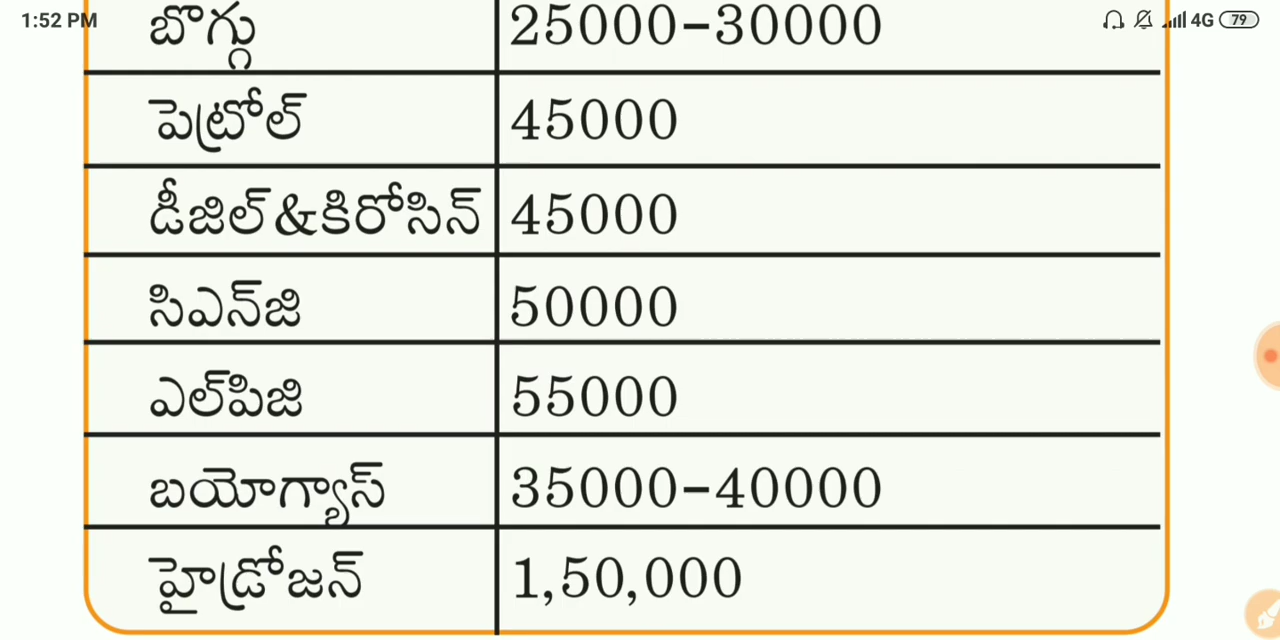 1:52 PM 4G 79
బొగ్గు 25000-30000
పెట్రోల్ 45000
డీజిల్&కిరోసిన్ 45000
సిఎన్‌జి 50000
ఎల్‌పిజి 55000
బయోగ్యాస్ 35000-40000
హైడ్రోజన్ 1,50,000